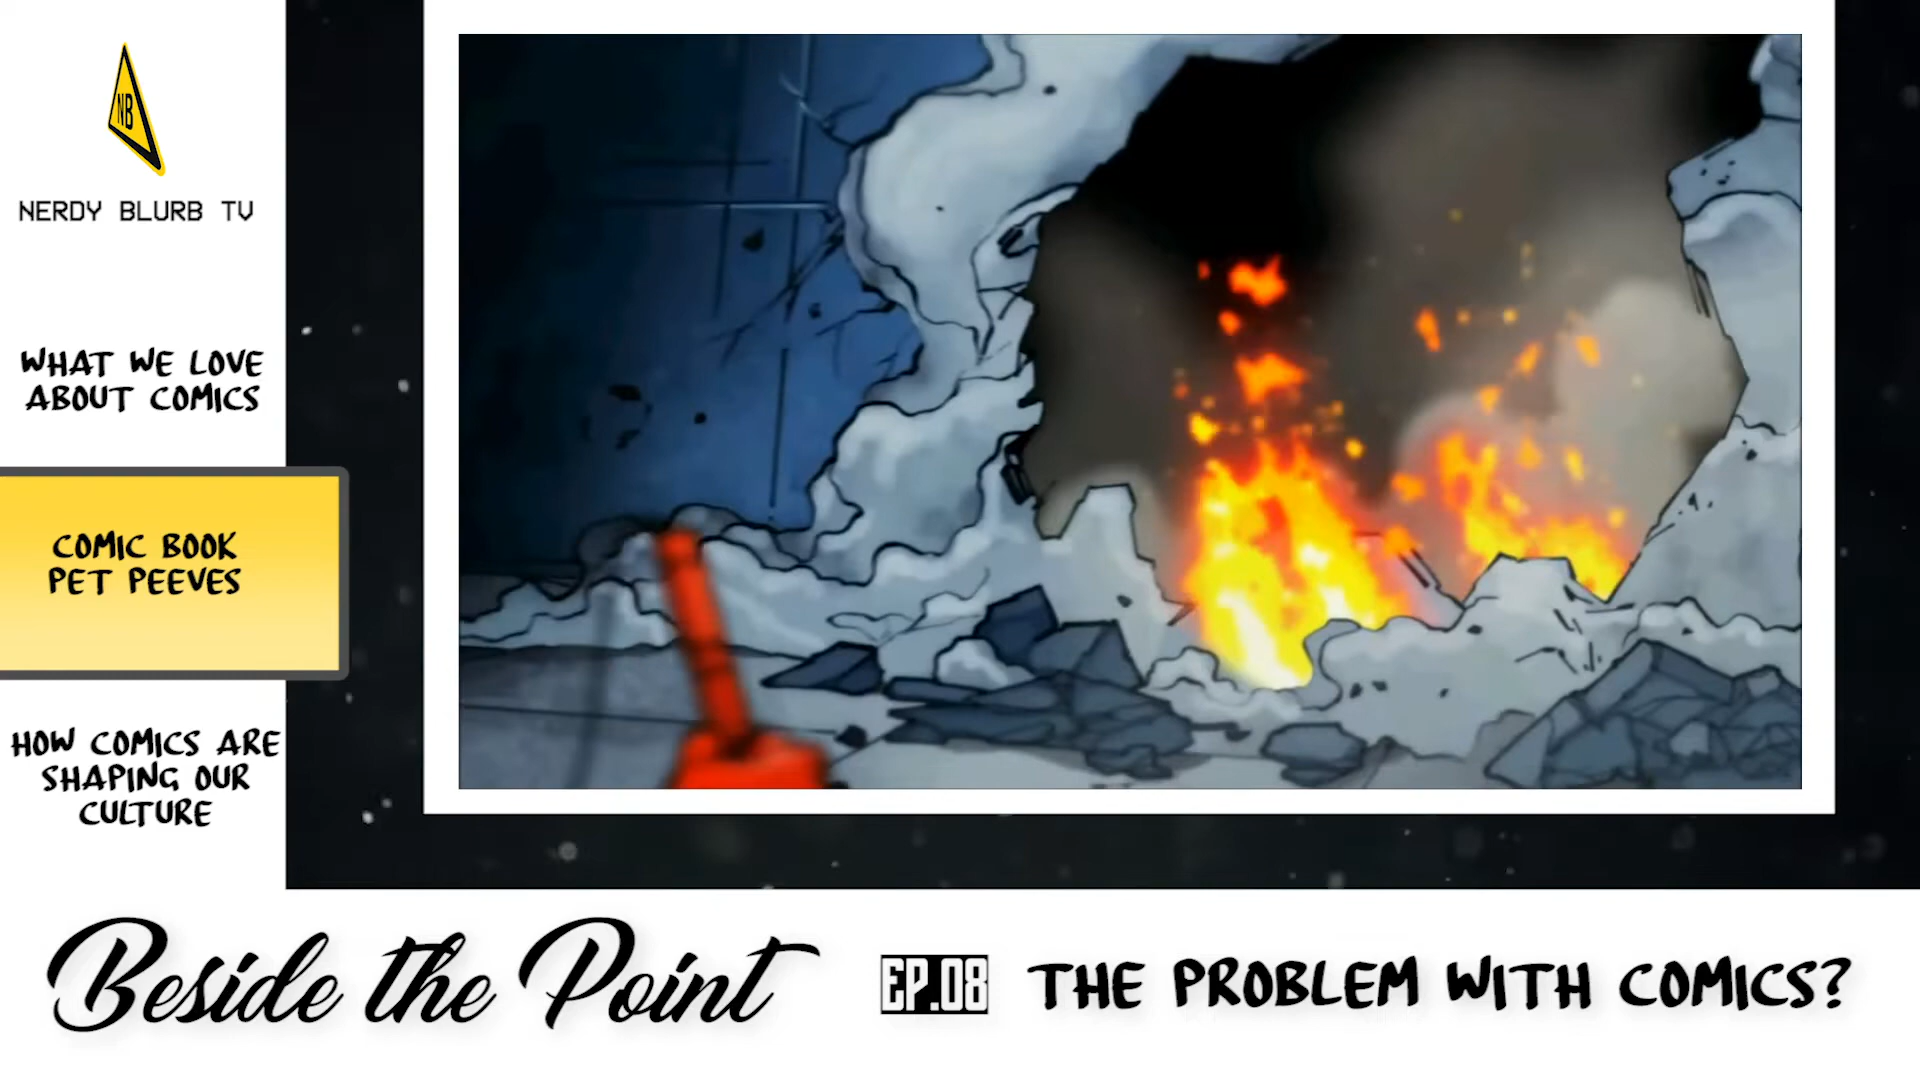 NB
NERDY BLURB TV
WHAT WE LOVE
ABOUT COMICS
COMIC BOOK
PET PEEVES
HOW COMICS ARE
SHAPING OUR
CULTURE
Beside the Point
EP.08
THE PROBLEM WITH COMICS?